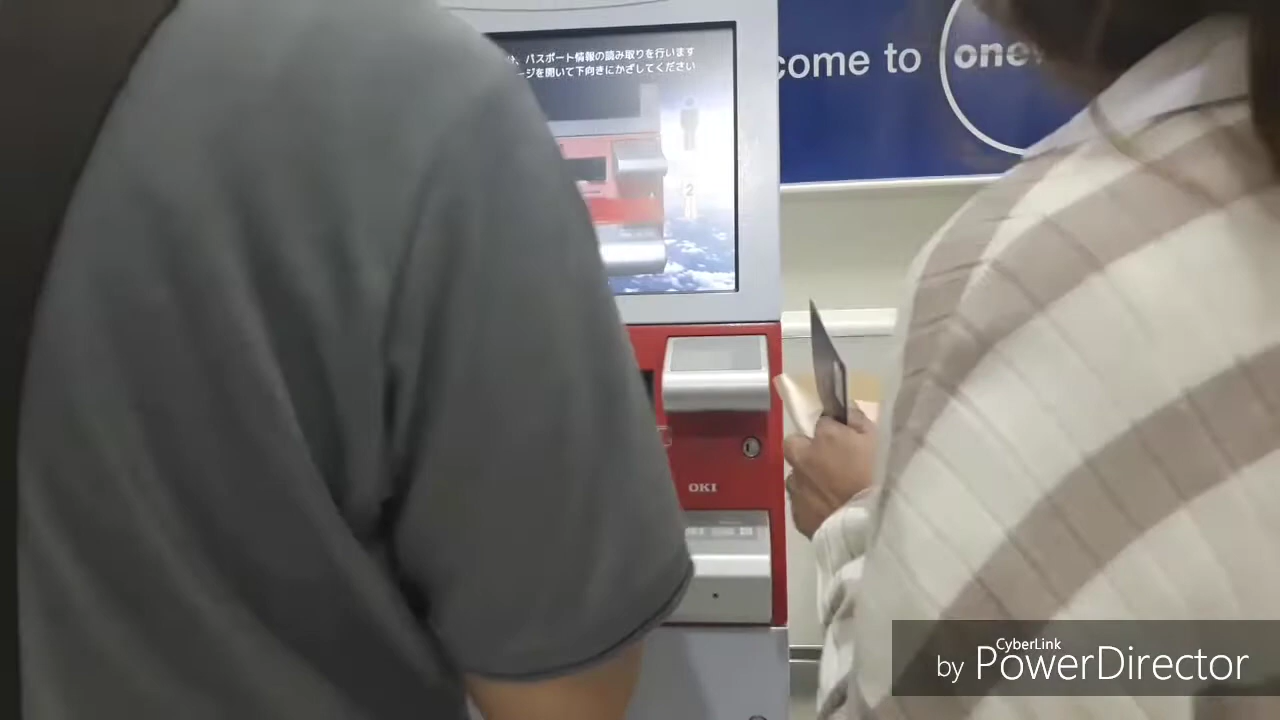 パスポート情報の読み取りを行います
ジを開いて下向きにかざしてください
come to
one
2
OKI
CyberLink
by PowerDirector